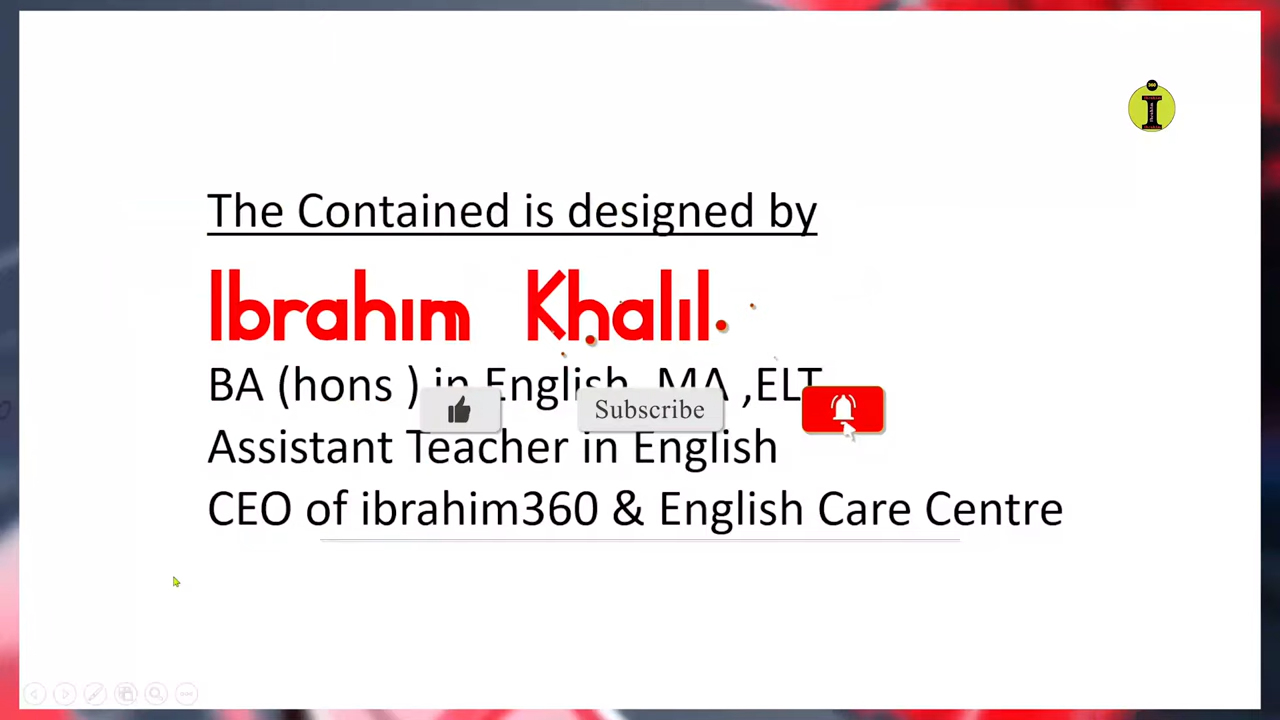 360
The Contained is designed by
Ibrahim Khalil
BA (hons ) in English, MA ,ELT
Subscribe
Assistant Teacher in English
CEO of ibrahim360 & English Care Centre